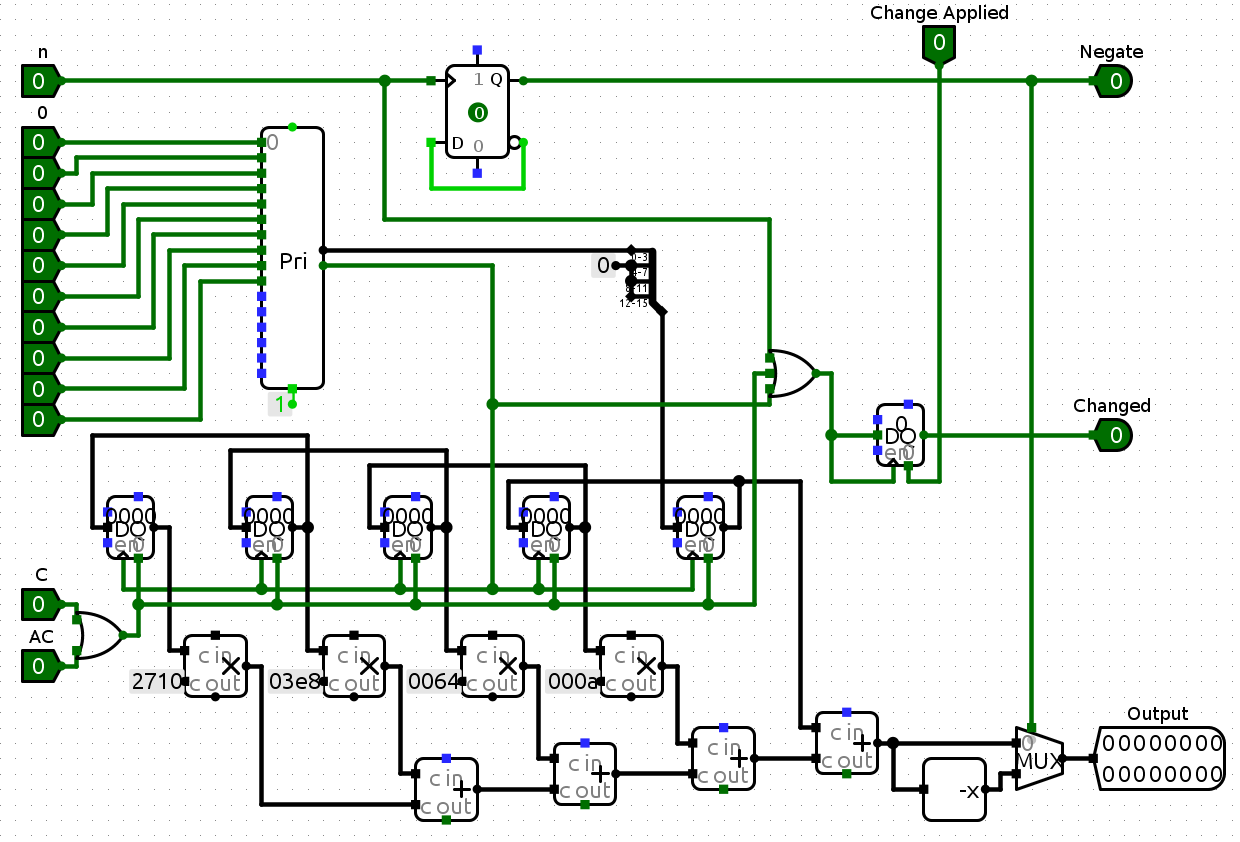 Change Applied
0
n
0
Negate
0
1 Q
0
D 0
0
0
0
0
0
0
0
0
0
0
0
0
Pri
1
0
0-3
4-7
8-11
12-15
Changed
0
0
D Q
en 0
0000
D Q
en 0
0000
D Q
en 0
0000
D Q
en 0
0000
D Q
en 0
0000
D Q
en 0
C
0
AC
0
c in
×
c out
2710
c in
×
c out
03e8
c in
×
c out
0064
c in
×
c out
000a
c in
+
c out
c in
+
c out
c in
+
c out
c in
+
c out
-x
0
MUX
Output
00000000
00000000